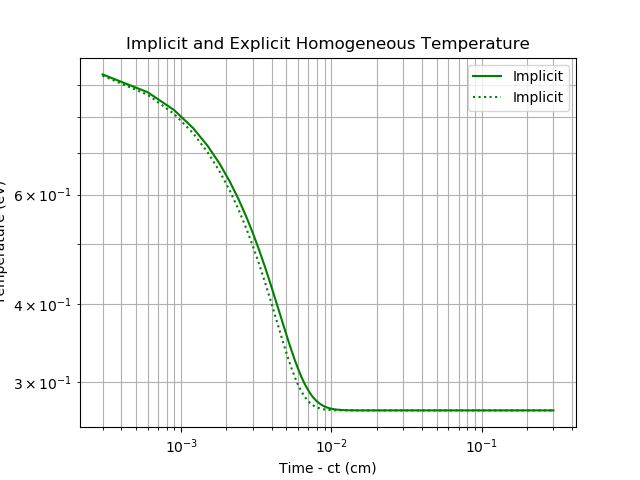 Implicit and Explicit Homogeneous Temperature
Implicit
Implicit
6 × 10⁻¹
4 × 10⁻¹
3 × 10⁻¹
10⁻³
10⁻²
10⁻¹
Time - ct (cm)
Temperature (eV)